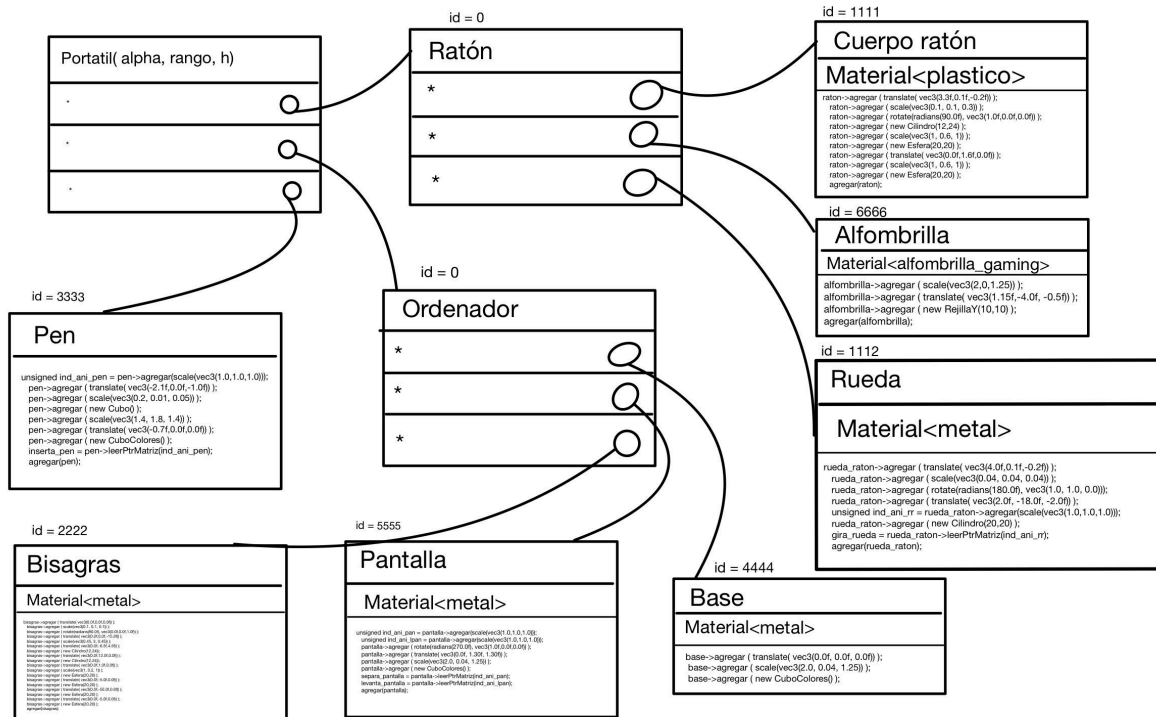 id = 0
id = 1111
Portatil( alpha, rango, h)
*
*
*
Ratón
*
*
*
Cuerpo ratón
Material<plastico>
raton->agregar ( translate( vec3(3.3f,0.1f,-0.2f)) );
raton->agregar ( scale(vec3(0.1, 0.1, 0.3) );
raton->agregar ( rotate(radians(90.0f), vec3(1.0f,0.0f,0.0f)) );
raton->agregar ( new Cilindro(12,24) );
raton->agregar ( scale(vec3(1, 0.6, 1)) );
raton->agregar ( new Esfera(20,20) );
raton->agregar ( translate( vec3(0.0f,1.6f,0.0f)) );
raton->agregar ( scale(vec3(1, 0.6, 1)) );
raton->agregar ( new Esfera(20,20) );
agregar(raton);
id = 6666
Alfombrilla
Material<alfombrilla_gaming>
alfombrilla->agregar ( scale(vec3(2,0,1.25)) );
alfombrilla->agregar ( translate( vec3(1.15f,-4.0f, -0.5f)) );
alfombrilla->agregar ( new RejillaY(10,10) );
agregar(alfombrilla);
id = 3333
Pen
unsigned ind_ani_pen = pen->agregar(scale(vec3(1.0,1.0,1.0)));
pen->agregar ( translate( vec3(-2.1f,0.0f,-1.0f)) );
pen->agregar ( scale(vec3(0.2, 0.01, 0.05)) );
pen->agregar ( new Cubo() );
pen->agregar ( scale(vec3(1.4, 1.8, 1.4)) );
pen->agregar ( translate( vec3(-0.7f,0.0f,0.0f)) );
pen->agregar ( new CuboColores() );
inserta_pen = pen->leerPtrMatriz(ind_ani_pen);
agregar(pen);
id = 0
Ordenador
*
*
*
id = 1112
Rueda
Material<metal>
rueda_raton->agregar ( translate( vec3(4.0f,0.1f,-0.2f)) );
rueda_raton->agregar ( scale(vec3(0.04, 0.04, 0.04)) );
rueda_raton->agregar ( rotate(radians(180.0f), vec3(1.0, 1.0, 0.0)));
rueda_raton->agregar ( translate( vec3(2.0f, -18.0f, -2.0f)) );
unsigned ind_ani_rr = rueda_raton->agregar(scale(vec3(1.0,1.0,1.0)));
rueda_raton->agregar ( new Cilindro(20,20) );
gira_rueda = rueda_raton->leerPtrMatriz(ind_ani_rr);
agregar(rueda_raton);
id = 2222
Bisagras
Material<metal>
agregar(bisagras)
id = 5555
Pantalla
Material<metal>
unsigned ind_ani_pan = pantalla->agregar(scale(vec3(1.0,1.0,1.0)));
unsigned ind_ani_lpan = pantalla->agregar(scale(vec3(1.0,1.0,1.0)));
pantalla->agregar ( rotate(radians(270.0f), vec3(1.0f,0.0f,0.0f)) );
pantalla->agregar ( translate( vec3(0.0f, 1.30f, 1.30f)) );
pantalla->agregar ( scale(vec3(2.0, 0.04, 1.25)) );
pantalla->agregar ( new CuboColores() );
separa_pantalla = pantalla->leerPtrMatriz(ind_ani_pan);
levanta_pantalla = pantalla->leerPtrMatriz(ind_ani_lpan);
agregar(pantalla);
id = 4444
Base
Material<metal>
base->agregar ( translate( vec3(0.0f, 0.0f, 0.0f)) );
base->agregar ( scale(vec3(2.0, 0.04, 1.25)) );
base->agregar ( new CuboColores() );